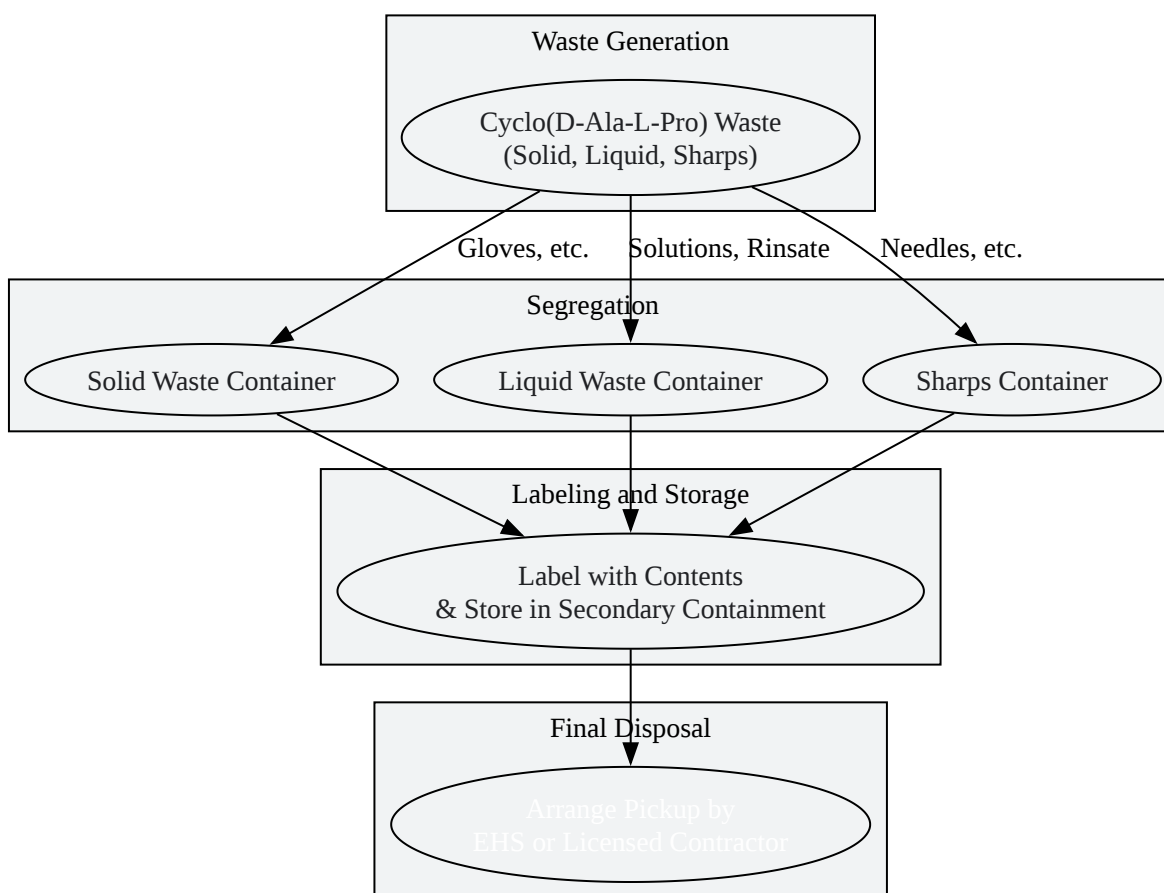 Waste Generation
Cyclo(D-Ala-L-Pro) Waste
(Solid, Liquid, Sharps)
Gloves, etc.
Solutions, Rinsate
Needles, etc.
Segregation
Solid Waste Container
Liquid Waste Container
Sharps Container
Labeling and Storage
Label with Contents
& Store in Secondary Containment
Final Disposal
Arrange Pickup by
EHS or Licensed Contractor